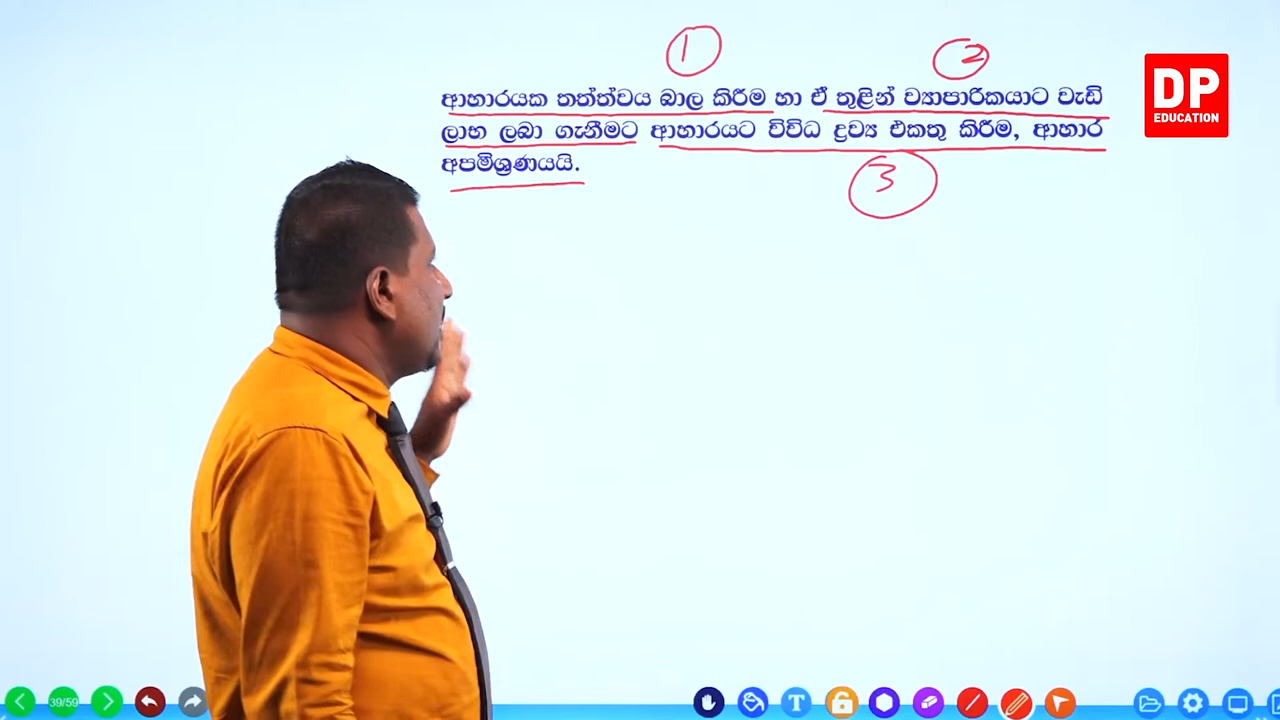 1
2
ආහාරයක තත්ත්වය බාල කිරීම හා ඒ තුළින් ව්‍යාපාරිකයාට වැඩි
ලාභ ලබා ගැනීමට ආහාරයට විවිධ ද්‍රව්‍ය එකතු කිරීම, ආහාර
අපමිශ්‍රණයයි.
3
DP
EDUCATION
39/59
T